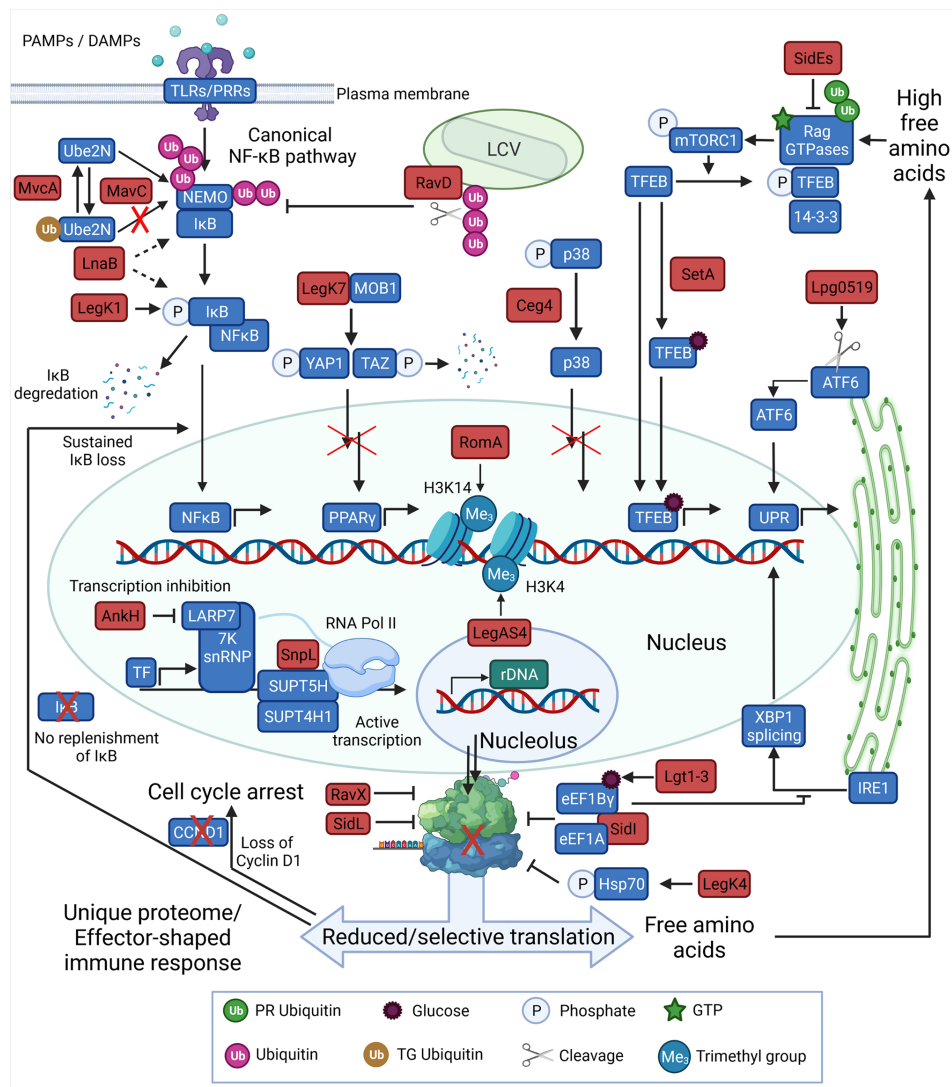 PAMPs / DAMPs
TLRs/PRRs
Plasma membrane
Canonical
NF-κB pathway
LCV
RavD
Ub
Ub
Ub
Ube2N
MvcA
MavC
Ub
Ube2N
Ub
Ub
Ub
NEMO
Ub
Ub
IκB
LnaB
LegK1
P
IκB
NFκB
IκB
degredation
LegK7
MOB1
P
YAP1
TAZ
P
P
p38
Ceg4
p38
SidEs
Ub
Ub
Rag
GTPases
P
mTORC1
TFEB
P
TFEB
14-3-3
High
free
amino
acids
SetA
TFEB
Lpg0519
ATF6
ATF6
Sustained
IκB loss
RomA
H3K14
Me3
NFκB
PPARγ
TFEB
UPR
Me3
H3K4
LegAS4
Transcription inhibition
AnkH
LARP7
7K
snRNP
TF
RNA Pol II
SnpL
SUPT5H
SUPT4H1
Active
transcription
rDNA
Nucleolus
Nucleus
IκB
No replenishment
of IκB
XBP1
splicing
IRE1
Cell cycle arrest
CCND1
Loss of
Cyclin D1
RavX
SidL
Lgt1-3
eEF1Bγ
SidI
eEF1A
P
Hsp70
LegK4
Unique proteome/
Effector-shaped
immune response
Reduced/selective translation
Free amino
acids
Ub PR Ubiquitin
Glucose
P Phosphate
GTP
Ub Ubiquitin
Ub TG Ubiquitin
Cleavage
Me3 Trimethyl group